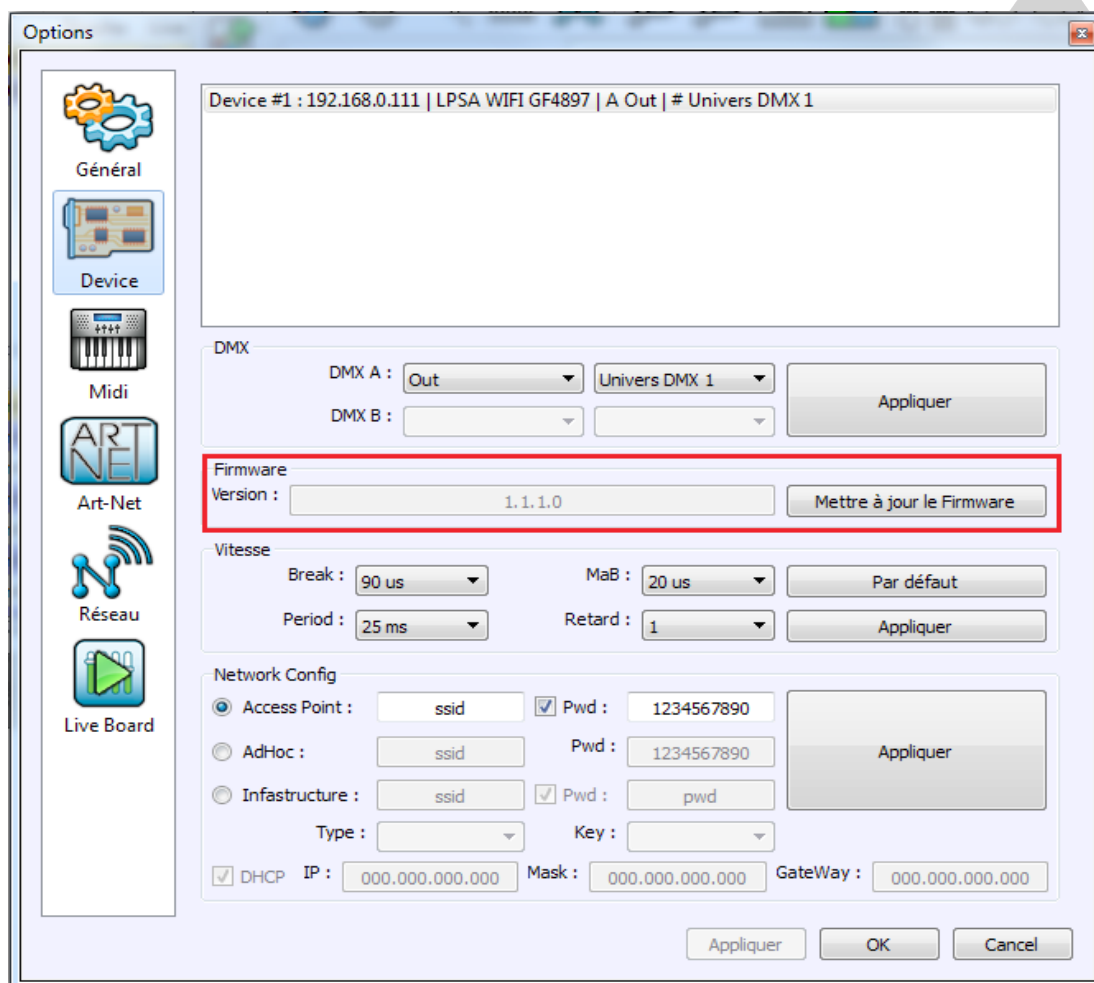 Options
Général
Device
Midi
ART
NET
Art-Net
Réseau
Live Board
Device #1 : 192.168.0.111 | LPSA WIFI GF4897 | A Out | # Univers DMX 1
DMX
DMX A : Out Univers DMX 1
DMX B :
Appliquer
Firmware
Version : 1.1.1.0 Mettre à jour le Firmware
Vitesse
Break : 90 us MaB : 20 us Par défaut
Period : 25 ms Retard : 1 Appliquer
Network Config
Access Point : ssid Pwd : 1234567890
AdHoc : ssid Pwd : 1234567890 Appliquer
Infastructure : ssid Pwd : pwd
Type : Key :
DHCP IP : 000.000.000.000 Mask : 000.000.000.000 GateWay : 000.000.000.000
Appliquer OK Cancel